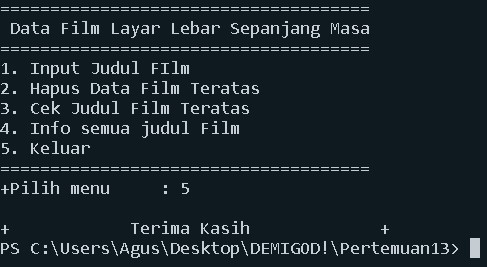 =====================================
 Data Film Layar Lebar Sepanjang Masa
=====================================
1. Input Judul FIlm
2. Hapus Data Film Teratas
3. Cek Judul Film Teratas
4. Info semua judul Film
5. Keluar
=====================================
+Pilih menu     : 5

+            Terima Kasih             +
PS C:\Users\Agus\Desktop\DEMIGOD!\Pertemuan13>